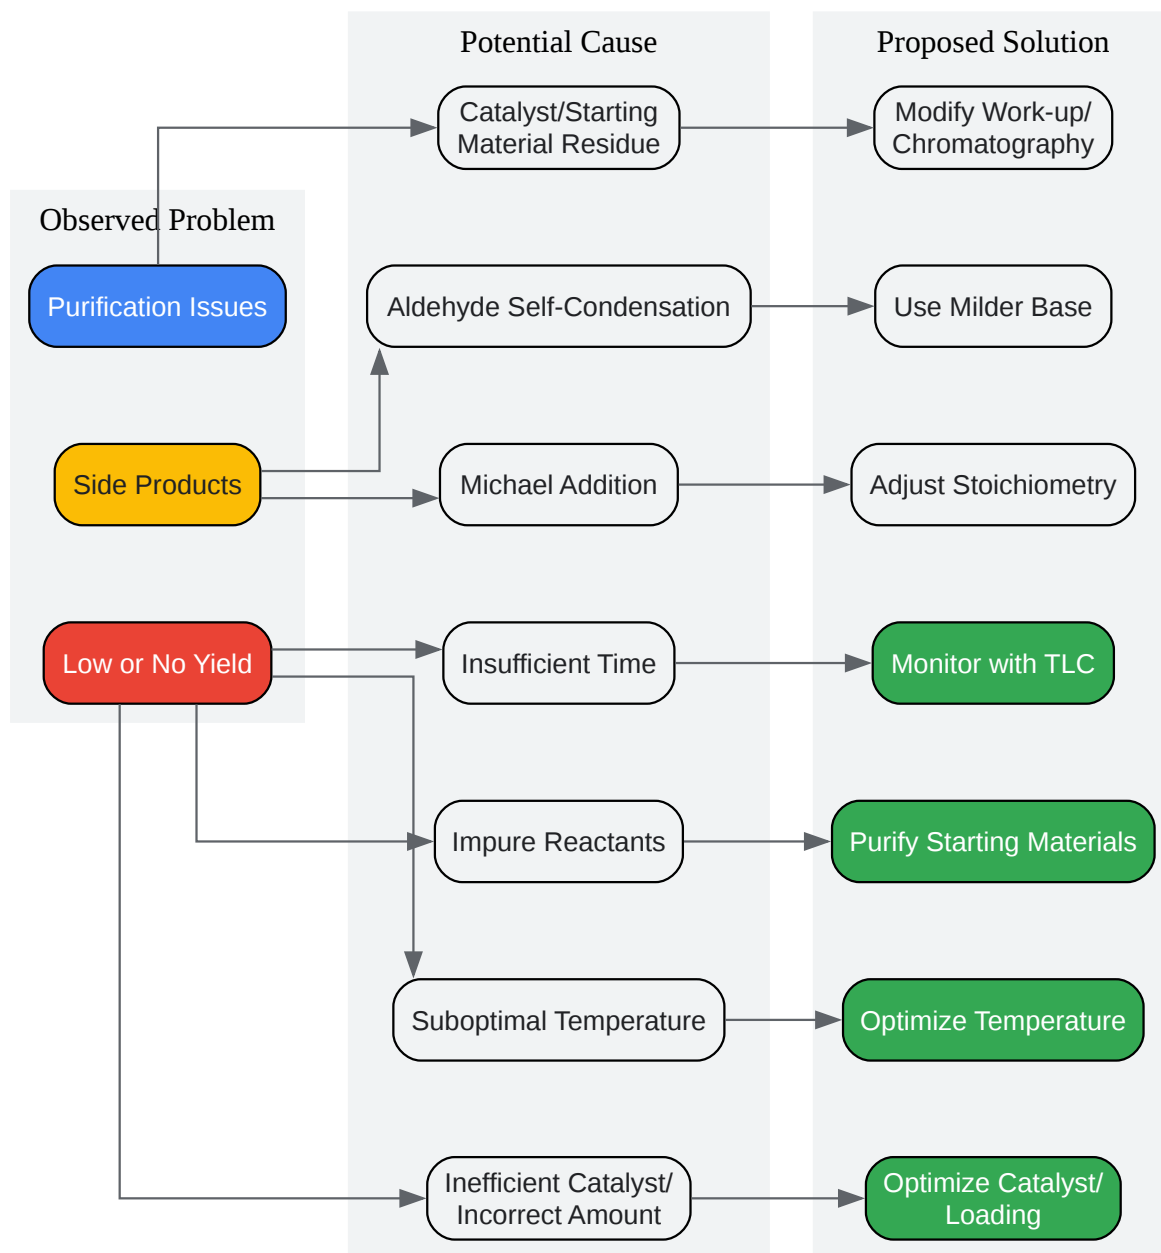 Potential Cause
Proposed Solution
Catalyst/Starting
Material Residue
Modify Work-up/
Chromatography
Observed Problem
Purification Issues
Aldehyde Self-Condensation
Use Milder Base
Side Products
Michael Addition
Adjust Stoichiometry
Low or No Yield
Insufficient Time
Monitor with TLC
Impure Reactants
Purify Starting Materials
Suboptimal Temperature
Optimize Temperature
Inefficient Catalyst/
Incorrect Amount
Optimize Catalyst/
Loading